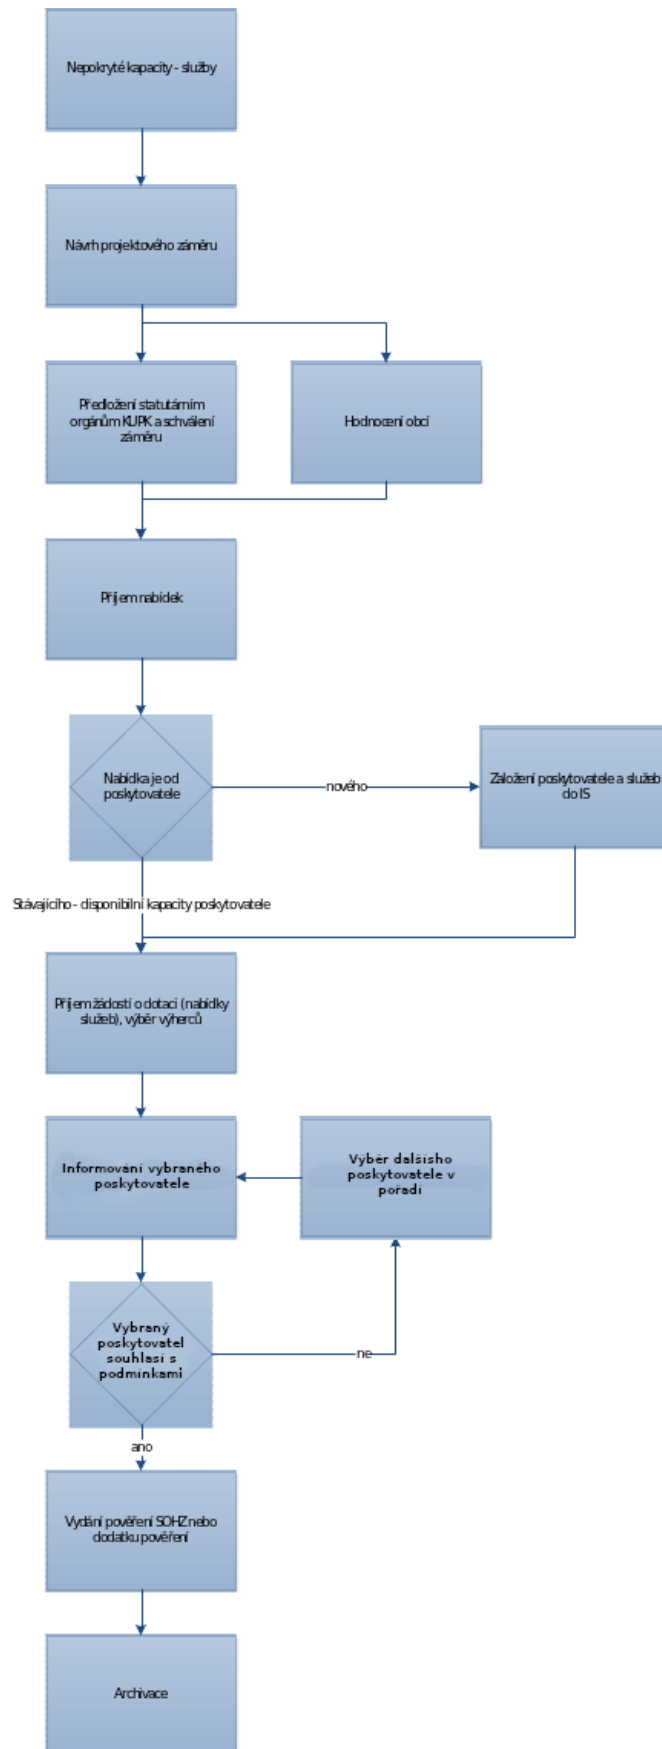 Nepokryté kapacity - služby
Návrh projektového záměru
Předložení statutárním
orgánům KUPK a schválení
záměru
Hodnocení obcí
Příjem nabídek
Nabídka je od
poskytovatele
nového
Založení poskytovatele a služeb
do IS
Stávajícího - disponibilní kapacity poskytovatele
Příjem žádostí o dotaci (nabídky
služeb), výběr výherců
Informování vybraného
poskytovatele
Výběr dalšísho
poskytovatele v
pořadí
Vybraný
poskytovatel
souhlasí s
podmínkami
ne
ano
Vydání pověření SOHZ nebo
dodatku pověření
Archivace